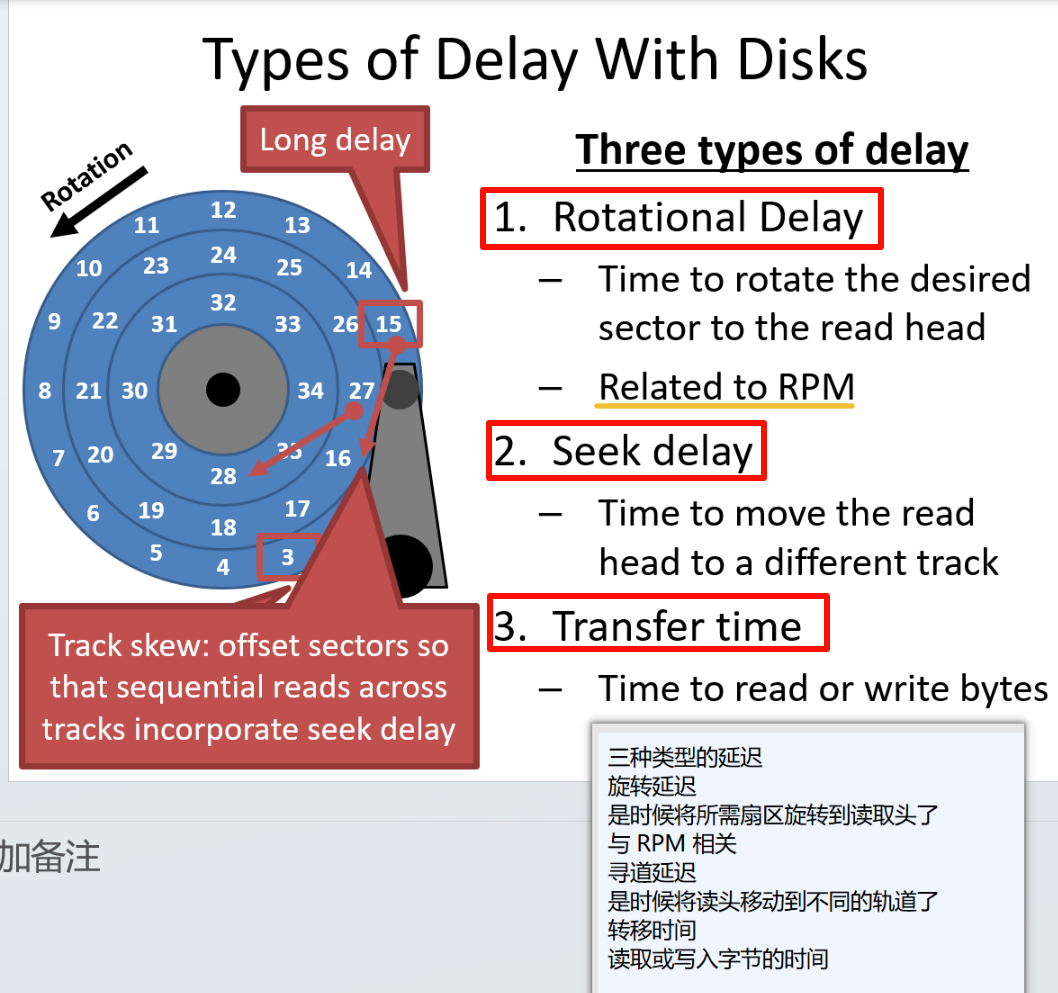 Types of Delay With Disks
Long delay
Rotation
Three types of delay
1. Rotational Delay
– Time to rotate the desired
sector to the read head
– Related to RPM
2. Seek delay
– Time to move the read
head to a different track
3. Transfer time
– Time to read or write bytes
12
11
13
24
23
25
10
14
32
9
22
31
33
26
15
8
21
30
34
27
7
20
29
35
16
28
6
19
17
18
5
3
4
Track skew: offset sectors so
that sequential reads across
tracks incorporate seek delay
三种类型的延迟
旋转延迟
是时候将所需扇区旋转到读取头了
与 RPM 相关
寻道延迟
是时候将读头移动到不同的轨道了
转移时间
读取或写入字节的时间
加备注